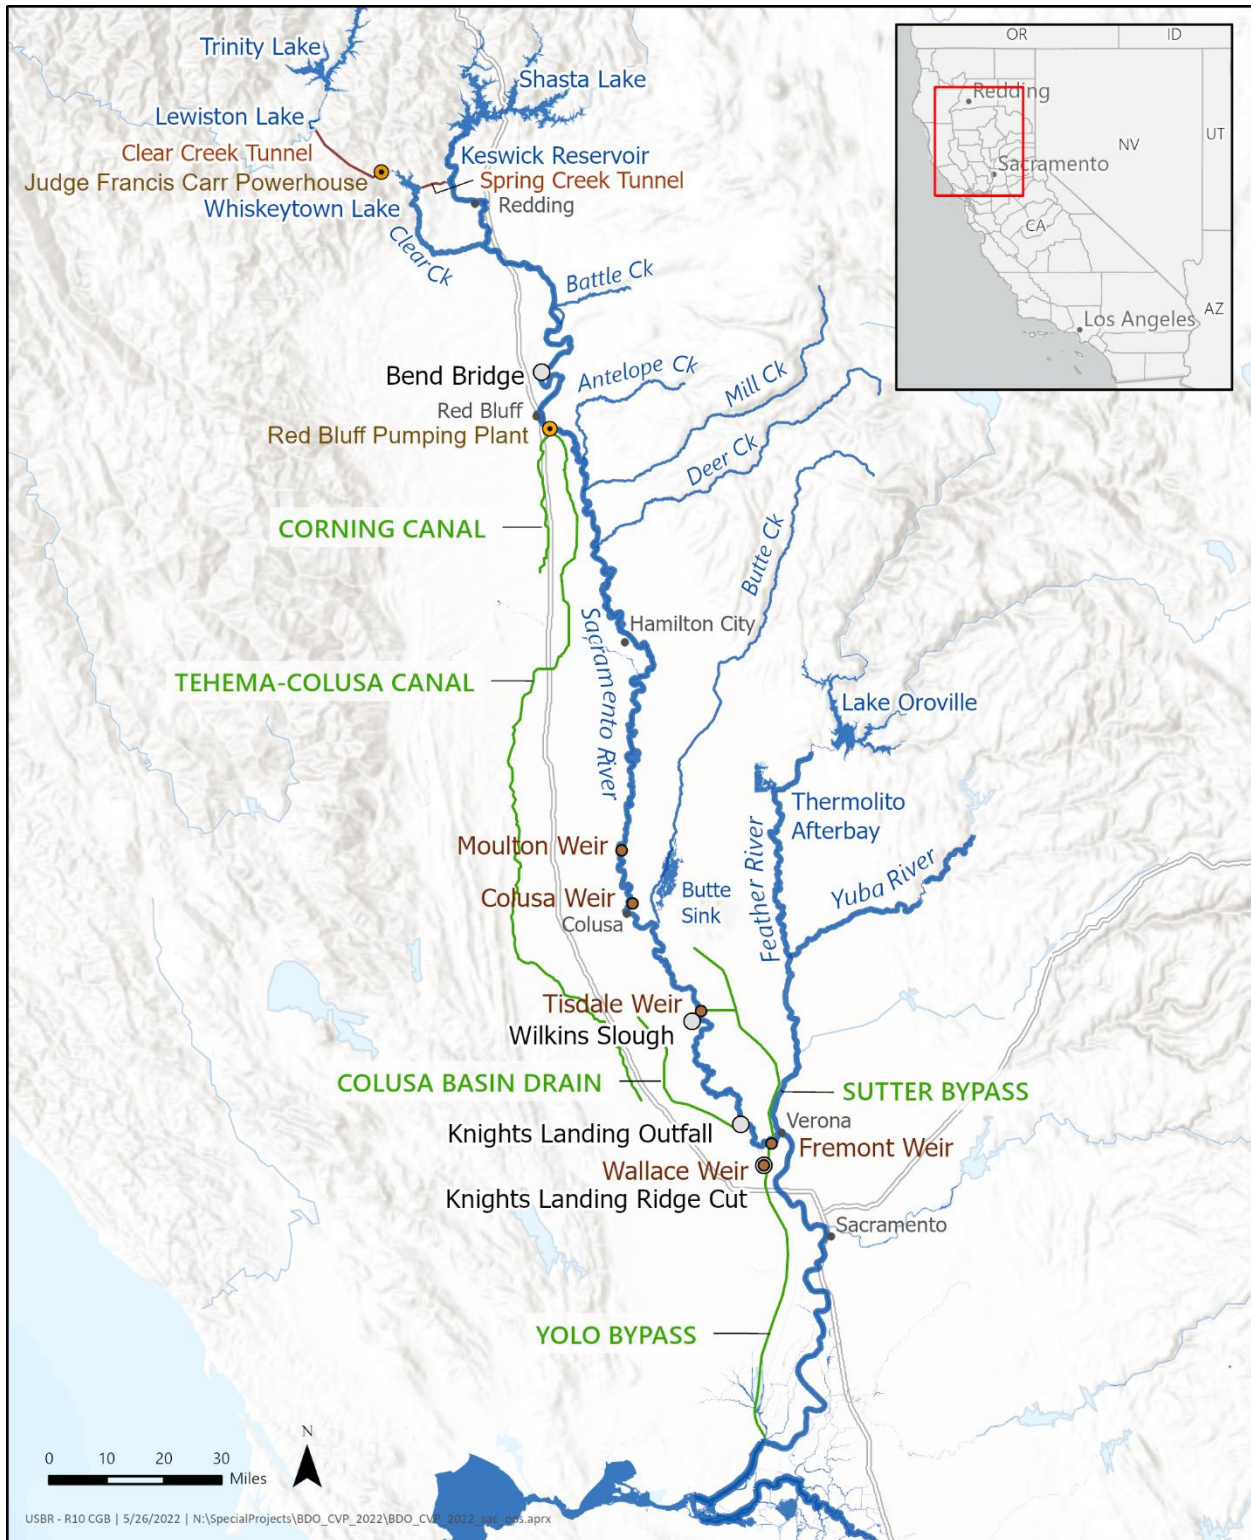 OR
ID
Trinity Lake
Shasta Lake
Redding
Lewiston Lake
NV
UT
Clear Creek Tunnel
Keswick Reservoir
Judge Francis Carr Powerhouse
Spring Creek Tunnel
Sacramento
Whiskeytown Lake
Redding
CA
Clear Ck
Battle Ck
AZ
Los Angeles
Bend Bridge
Antelope Ck
Mill Ck
Red Bluff
Red Bluff Pumping Plant
Deer Ck
CORNING CANAL
Butte Ck
Hamilton City
Sacramento River
TEHEMA-COLUSA CANAL
Lake Oroville
Thermolito
Afterbay
Feather River
Moulton Weir
Yuba River
Colusa Weir
Butte
Sink
Colusa
Tisdale Weir
Wilkins Slough
COLUSA BASIN DRAIN
SUTTER BYPASS
Verona
Knights Landing Outfall
Fremont Weir
Wallace Weir
Knights Landing Ridge Cut
Sacramento
YOLO BYPASS
N
0 10 20 30
Miles
USBR - R10 CGB | 5/26/2022 | N:\SpecialProjects\BDO_CVP_2022\BDO_CVP_2022_sac_ops.aprx